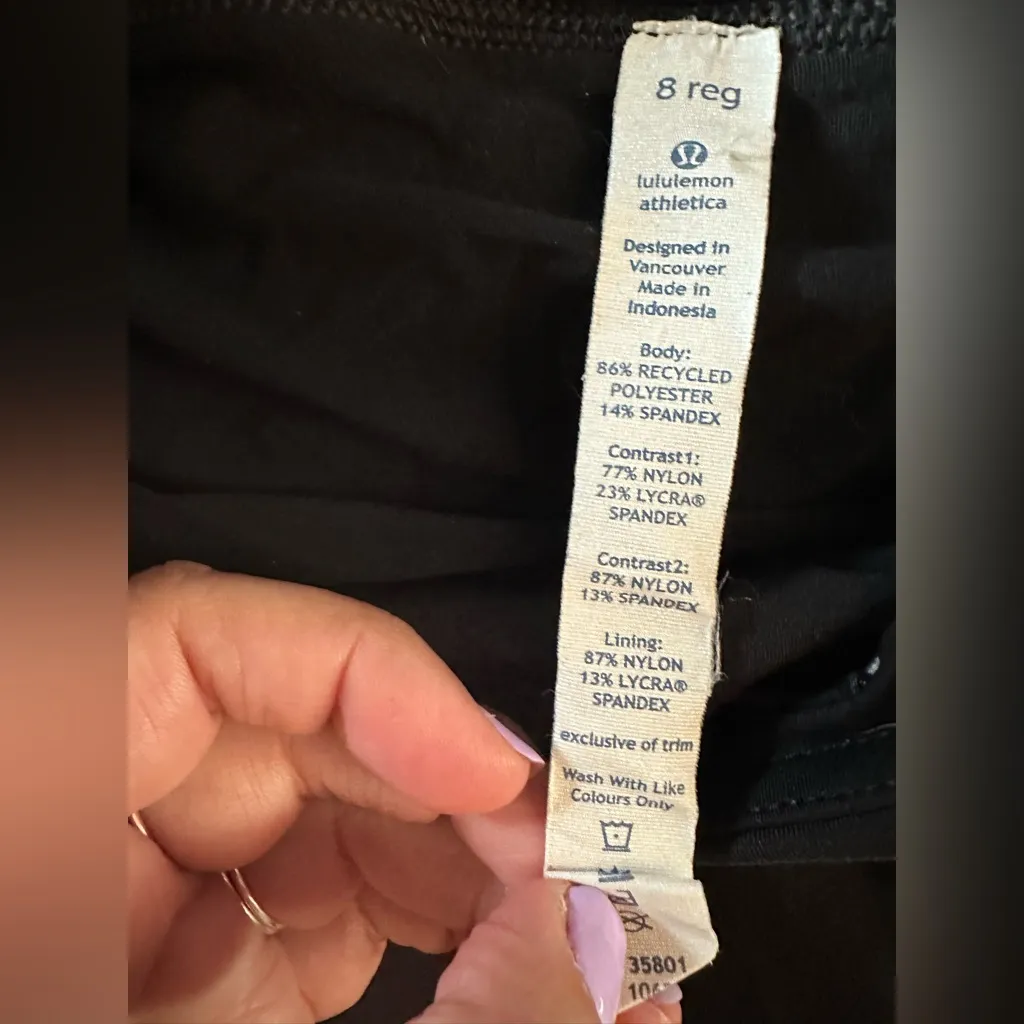 8 reg
lululemon
athletica
Designed in
Vancouver
Made in
Indonesia
Body:
86% RECYCLED
POLYESTER
14% SPANDEX
Contrast1:
77% NYLON
23% LYCRA®
SPANDEX
Contrast2:
87% NYLON
13% SPANDEX
Lining:
87% NYLON
13% LYCRA®
SPANDEX
exclusive of trim
Wash With Like
Colours Only
35801